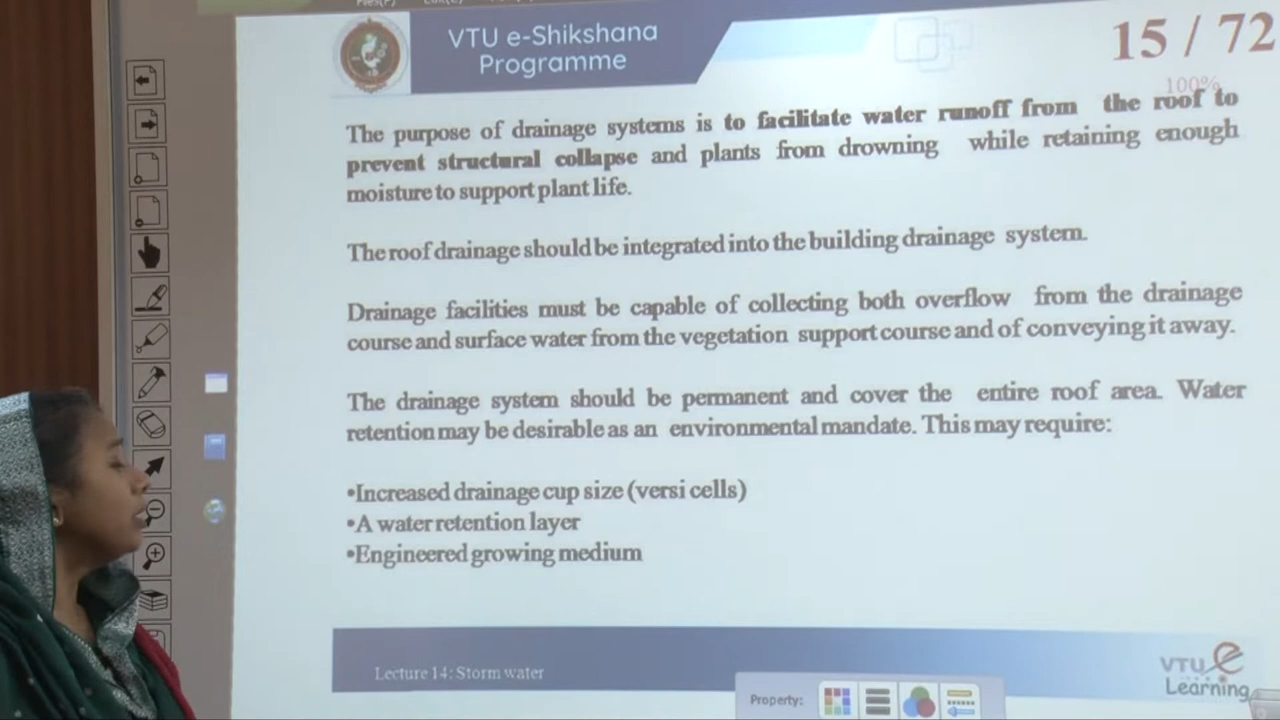 VTU e-Shikshana
Programme
15 / 72
100%
The purpose of drainage systems is to facilitate water runoff from the roof to
prevent structural collapse and plants from drowning while retaining enough
moisture to support plant life.
The roof drainage should be integrated into the building drainage system.
Drainage facilities must be capable of collecting both overflow from the drainage
course and surface water from the vegetation support course and of conveying it away.
The drainage system should be permanent and cover the entire roof area. Water
retention may be desirable as an environmental mandate. This may require:
•Increased drainage cup size (versi cells)
•A water retention layer
•Engineered growing medium
Lecture 14: Storm water
VTU e
Learning
Property: